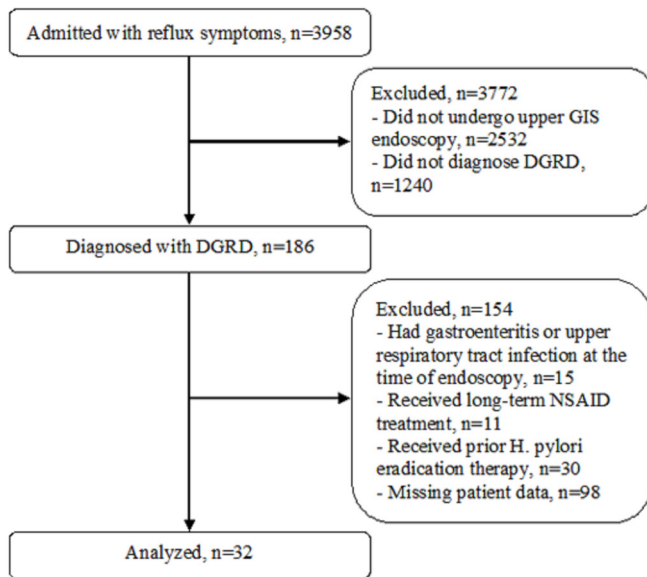 Admitted with reflux symptoms, n=3958
Excluded, n=3772
- Did not undergo upper GIS
endoscopy, n=2532
- Did not diagnose DGRD,
n=1240
Diagnosed with DGRD, n=186
Excluded, n=154
- Had gastroenteritis or upper
respiratory tract infection at the
time of endoscopy, n=15
- Received long-term NSAID
treatment, n=11
- Received prior H. pylori
eradication therapy, n=30
- Missing patient data, n=98
Analyzed, n=32